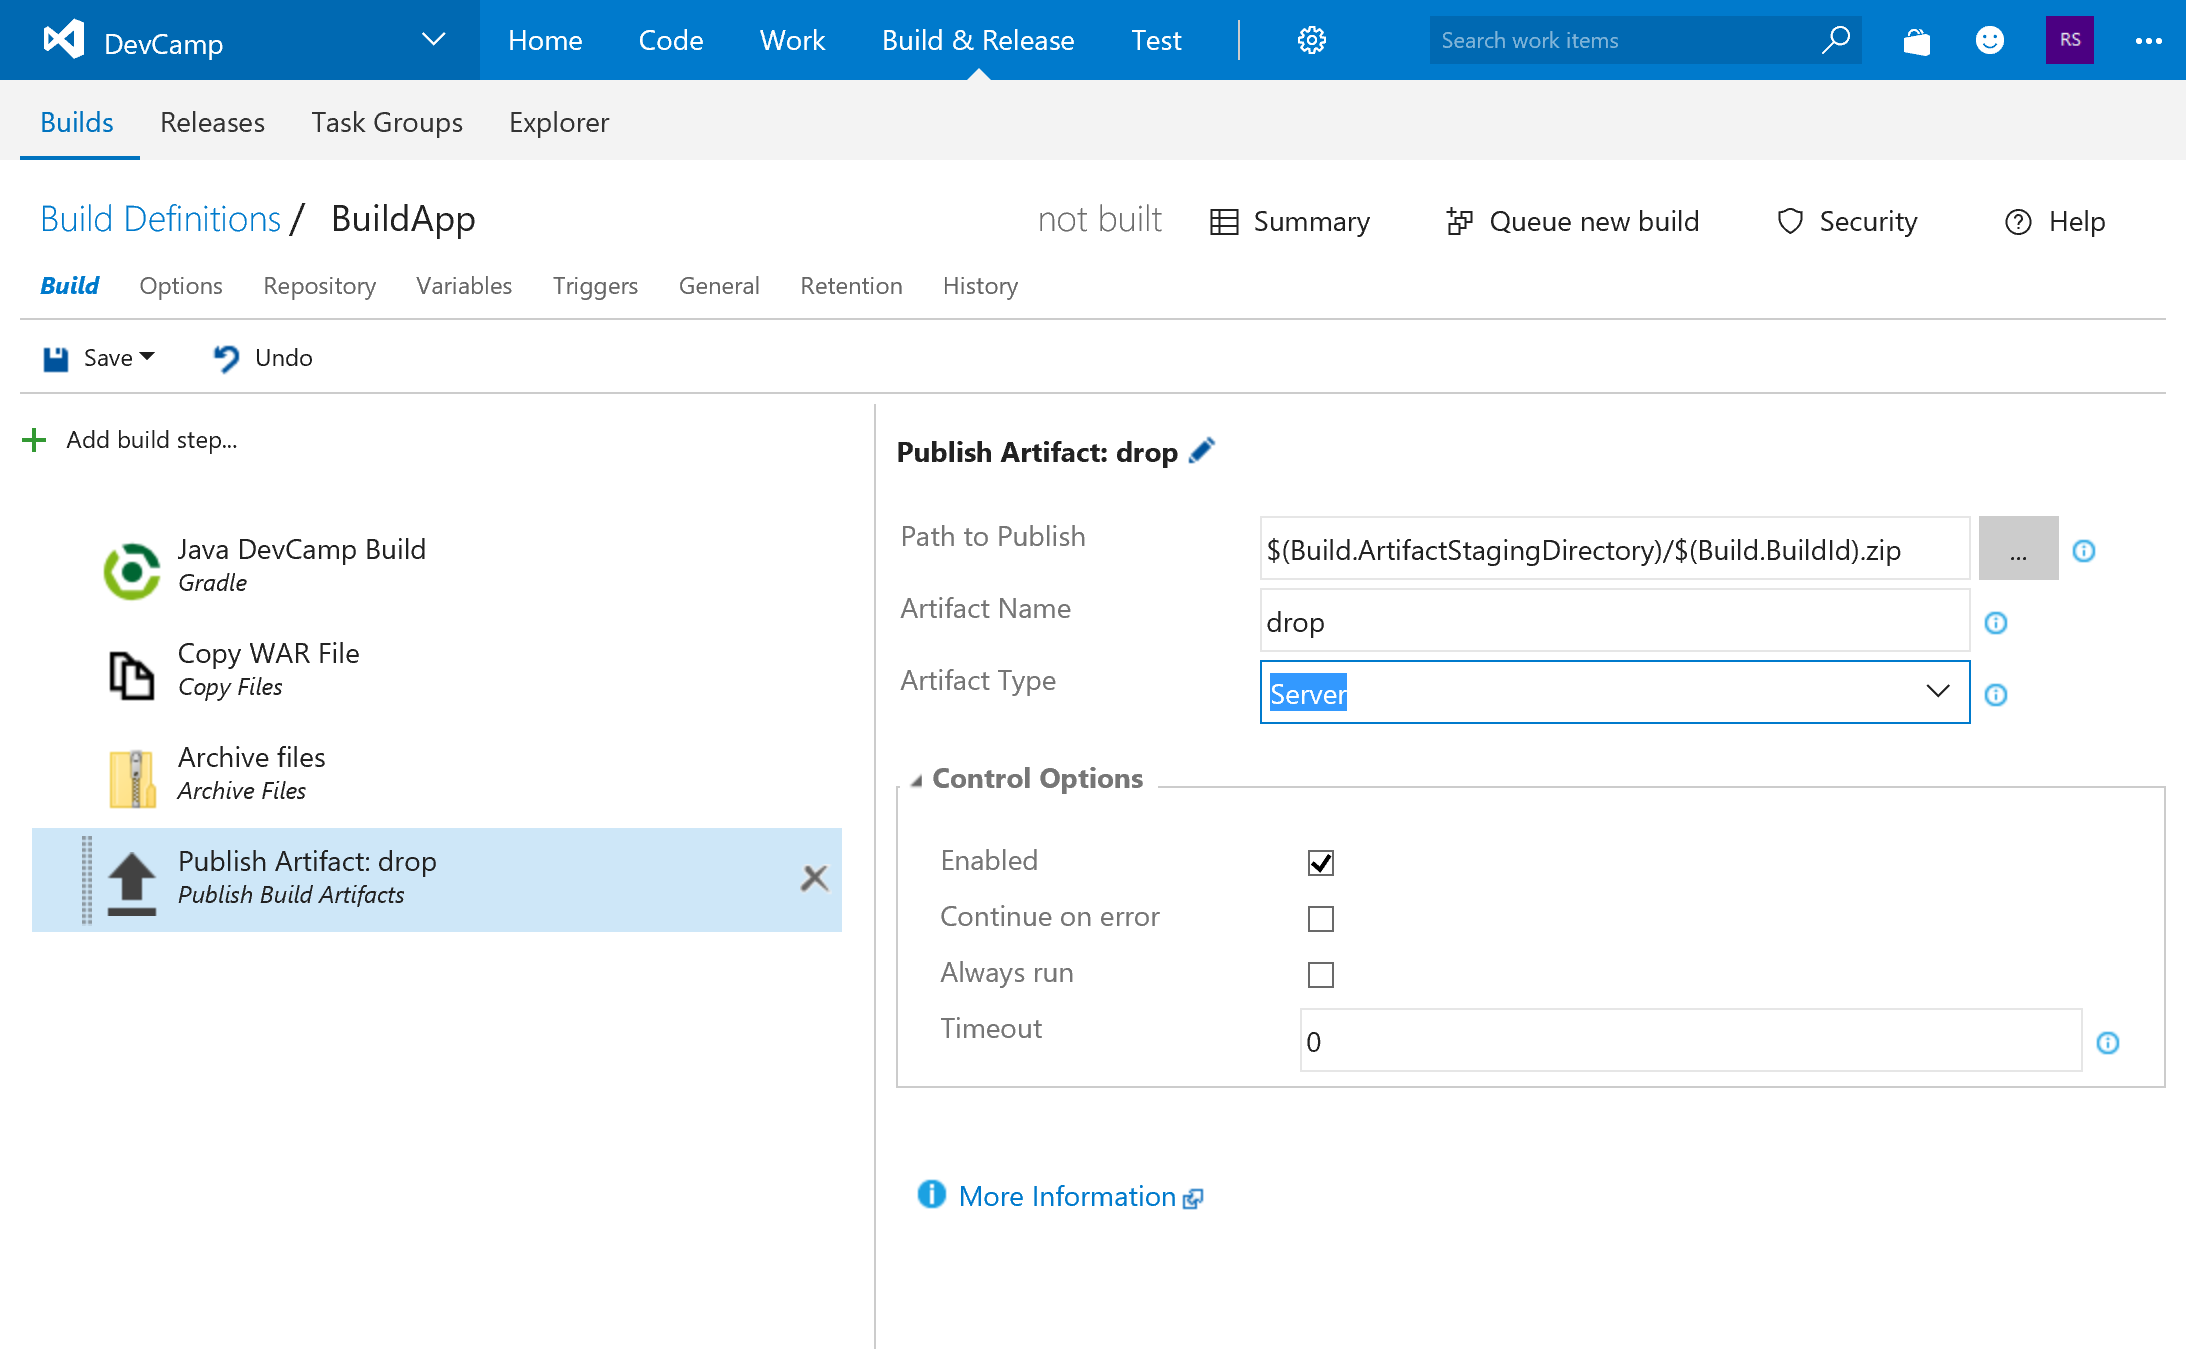 DevCamp
Home Code Work Build & Release Test
Search work items
RS
Builds Releases Task Groups Explorer
Build Definitions / BuildApp
not built Summary Queue new build Security Help
Build Options Repository Variables Triggers General Retention History
Save Undo
Add build step...
Java DevCamp Build
Gradle
Copy WAR File
Copy Files
Archive files
Archive Files
Publish Artifact: drop
Publish Build Artifacts
Publish Artifact: drop
Path to Publish $(Build.ArtifactStagingDirectory)/$(Build.BuildId).zip ...
Artifact Name drop
Artifact Type Server
Control Options
Enabled
Continue on error
Always run
Timeout 0
More Information